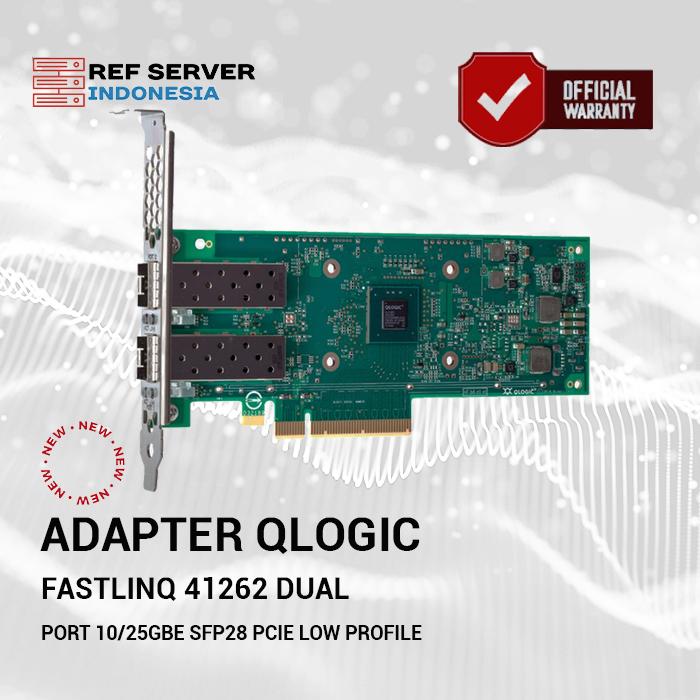 REF SERVER
INDONESIA
OFFICIAL
WARRANTY
QLOGIC
QLOGIC
NEW • NEW • NEW • NEW • NEW •
ADAPTER QLOGIC
FASTLINQ 41262 DUAL
PORT 10/25GBE SFP28 PCIE LOW PROFILE